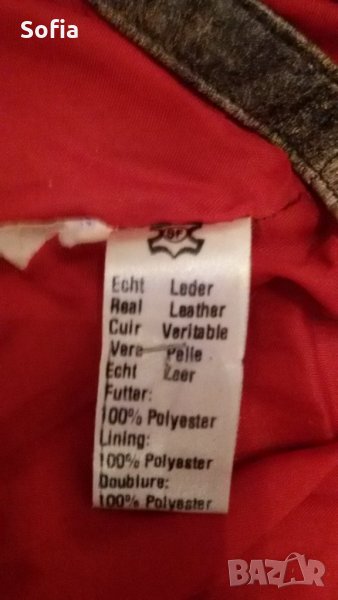 Sofia
Echt Leder
Real Leather
Cuir Veritable
Vera Pelle
Echt Leer
Futter:
100% Polyester
Lining:
100% Polyester
Doublure:
100% Polyester
BAZAR